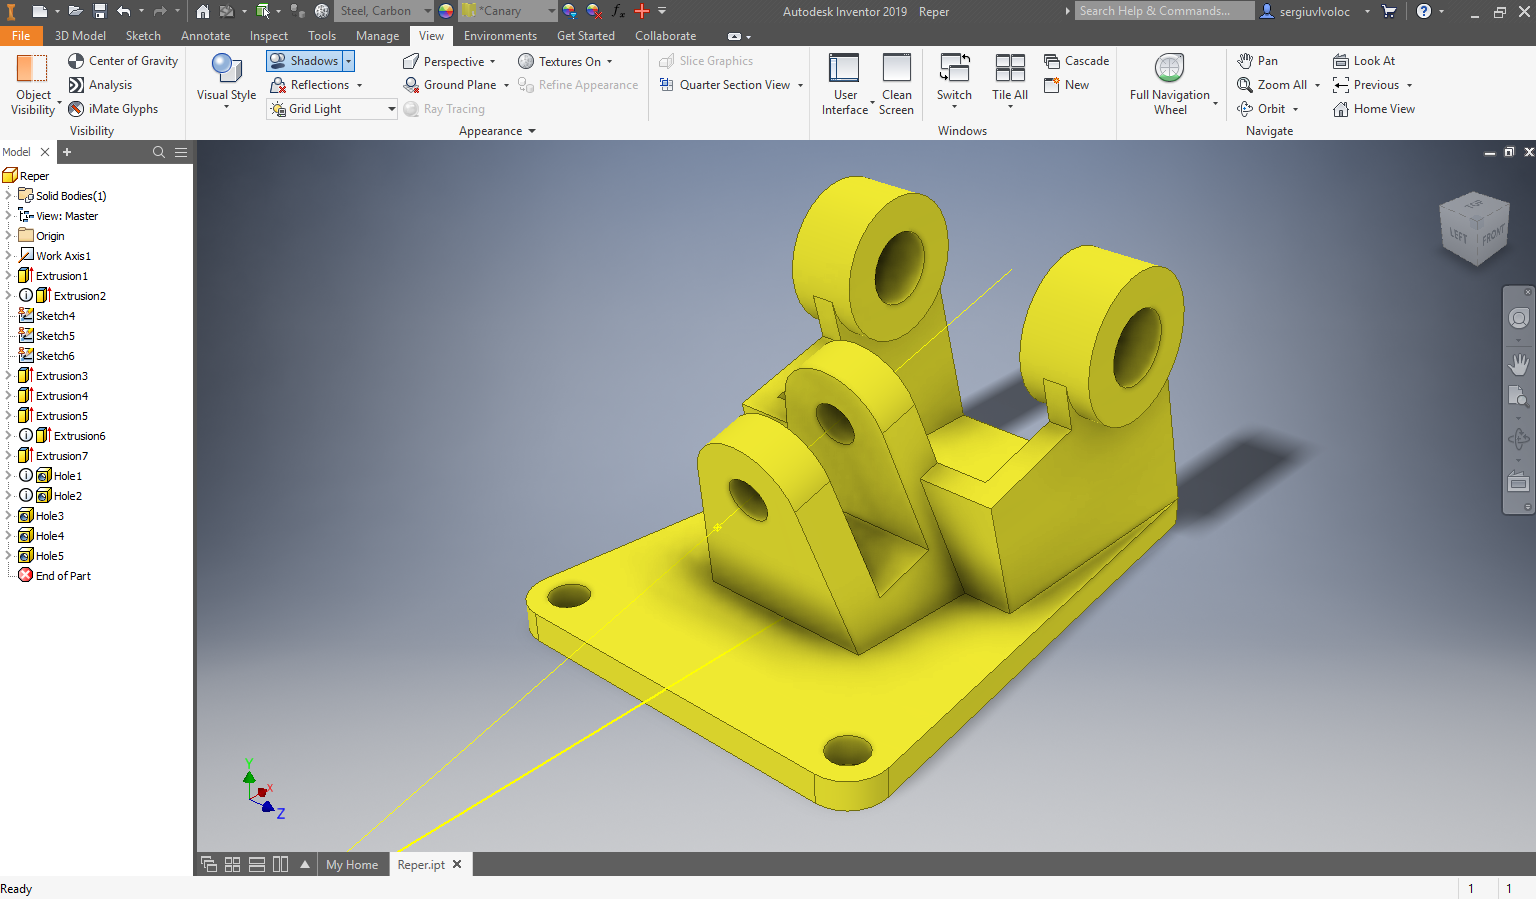 Steel, Carbon *Canary fx Autodesk Inventor 2019 Reper Search Help & Commands... sergiuvlvoloc ?
File 3D Model Sketch Annotate Inspect Tools Manage View Environments Get Started Collaborate
Object Visibility
Center of Gravity
Analysis
iMate Glyphs
Visibility
Visual Style
Shadows
Reflections
Grid Light
Perspective
Ground Plane
Ray Tracing
Textures On
Refine Appearance
Appearance
Slice Graphics
Quarter Section View
User Interface
Clean Screen
Switch
Tile All
Cascade
New
Windows
Full Navigation Wheel
Pan
Zoom All
Orbit
Look At
Previous
Home View
Navigate
Model
Reper
Solid Bodies(1)
View: Master
Origin
Work Axis1
Extrusion1
Extrusion2
Sketch4
Sketch5
Sketch6
Extrusion3
Extrusion4
Extrusion5
Extrusion6
Extrusion7
Hole1
Hole2
Hole3
Hole4
Hole5
End of Part
TOP
LEFT FRONT
Y
X
Z
My Home Reper.ipt
Ready 1 1